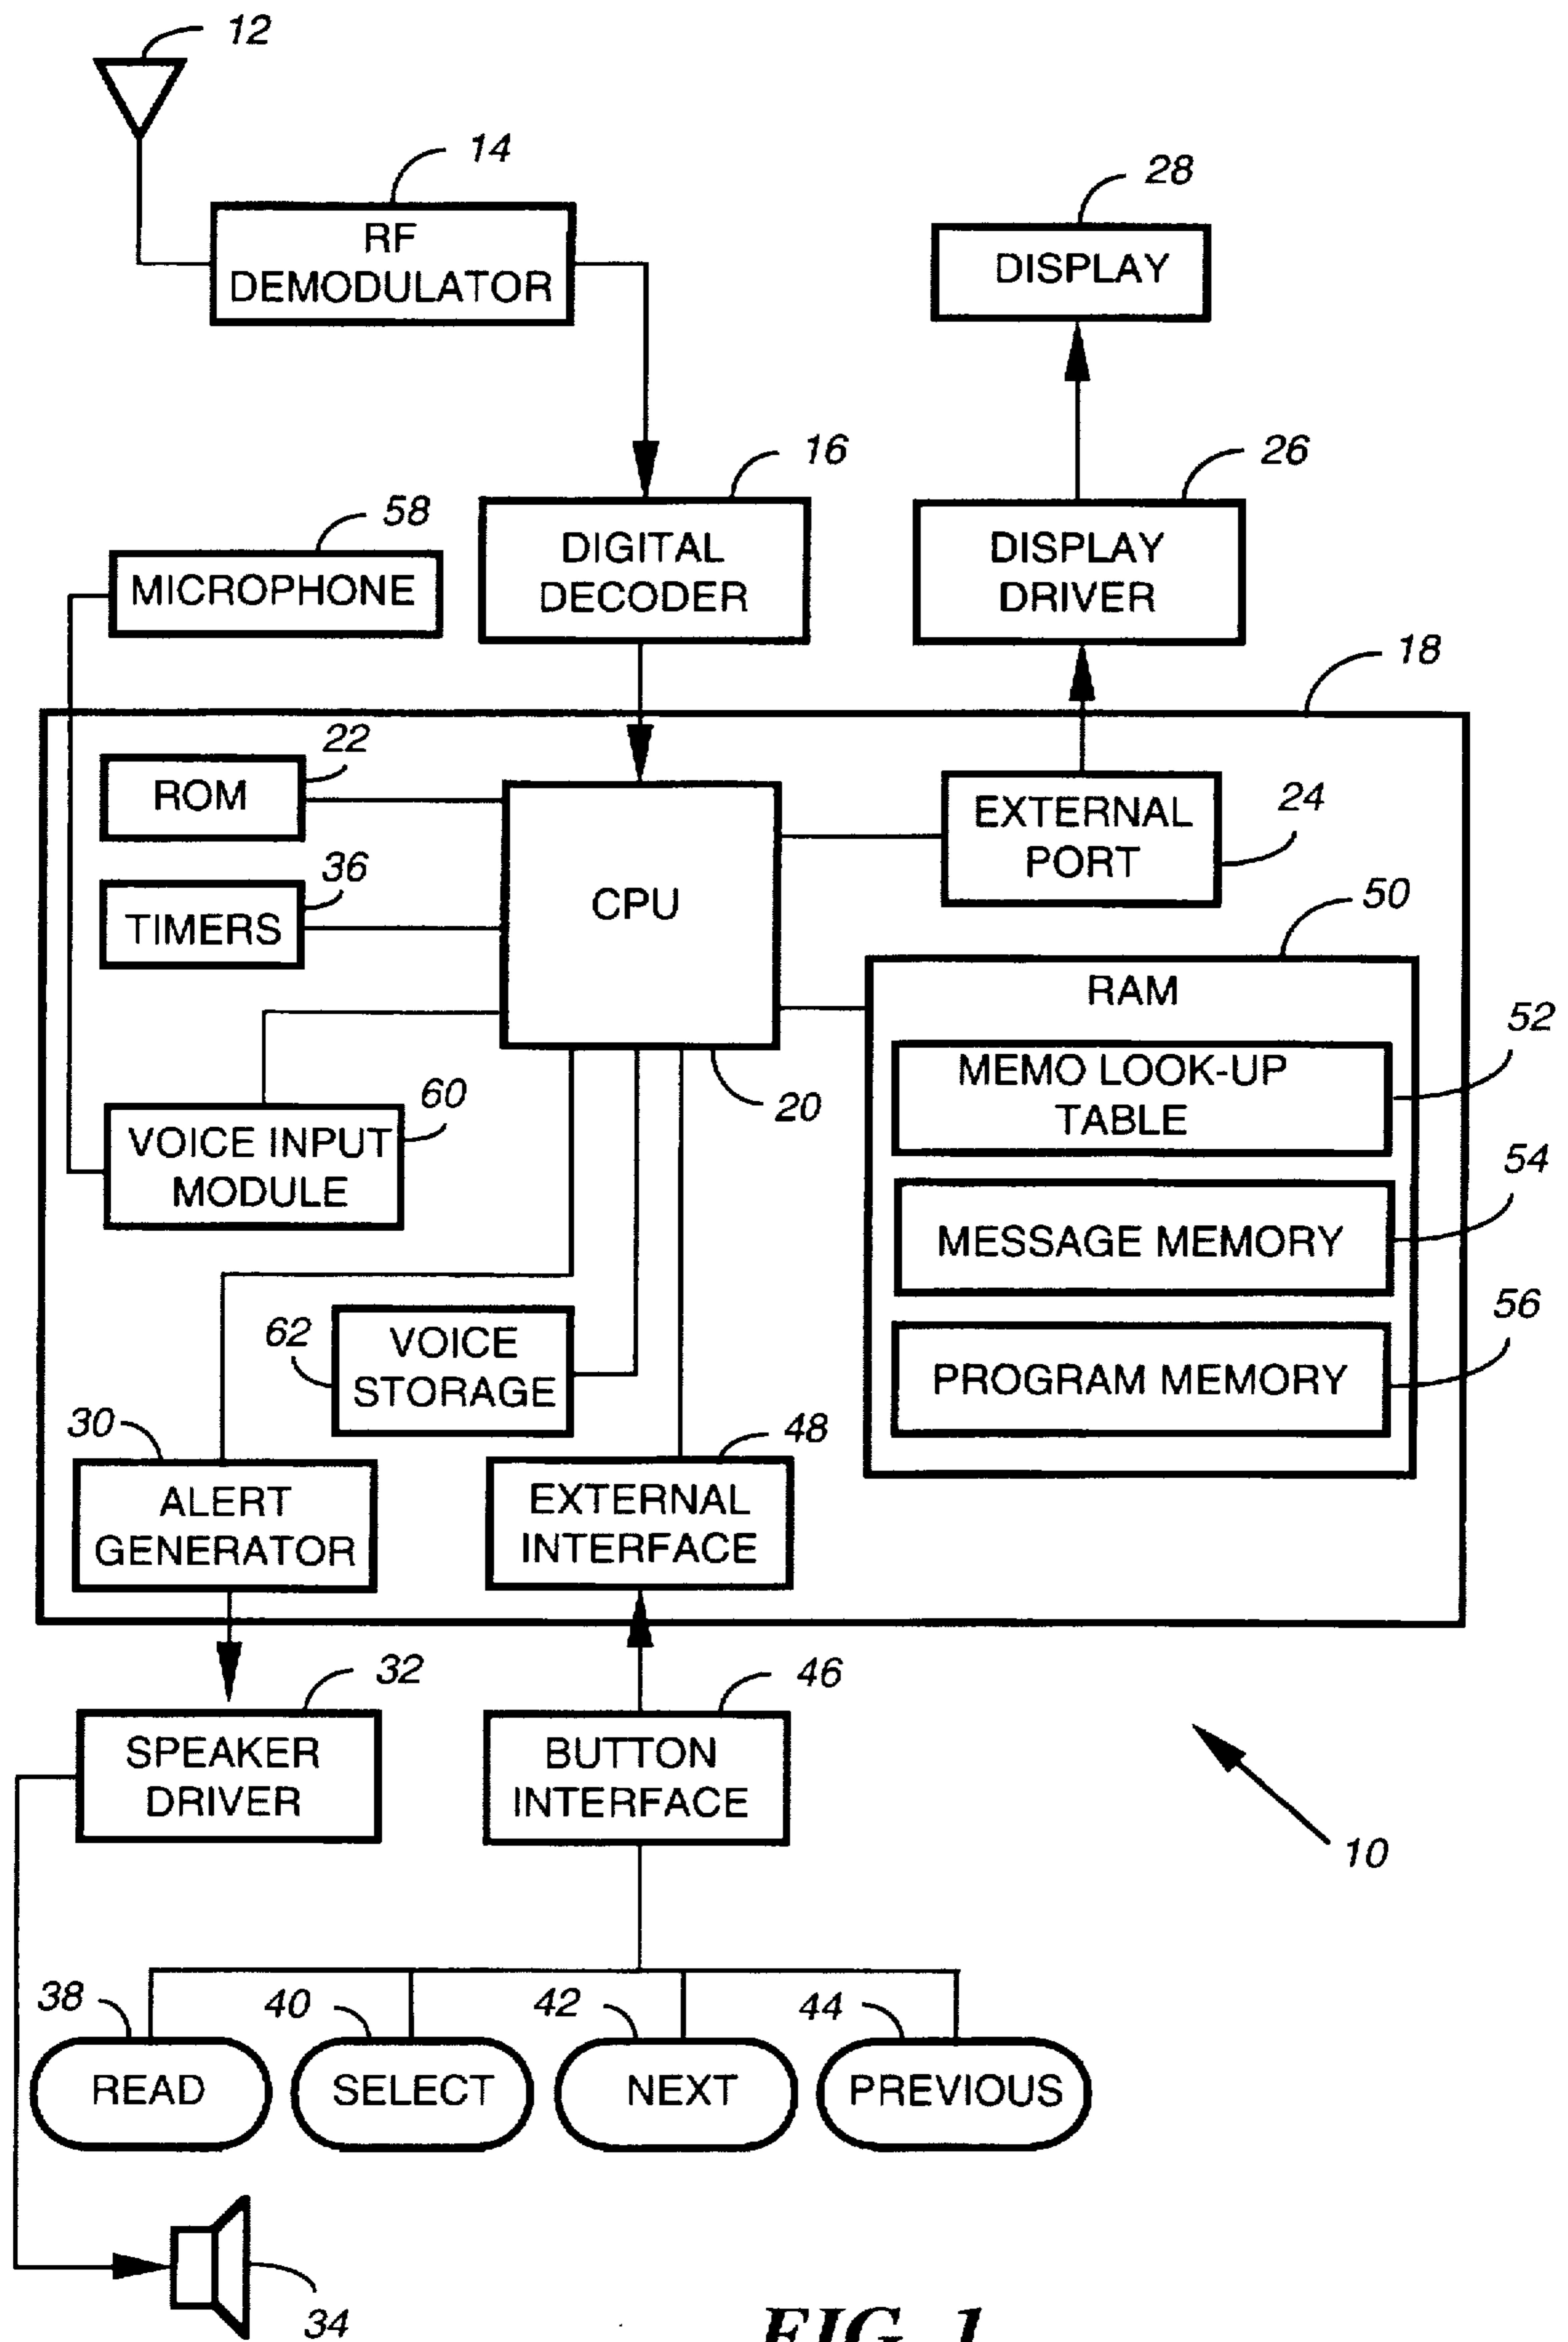 12
14
RF
DEMODULATOR
28
DISPLAY
16
DIGITAL
DECODER
26
DISPLAY
DRIVER
58
MICROPHONE
18
22
ROM
36
TIMERS
CPU
20
EXTERNAL
PORT
24
50
RAM
MEMO LOOK-UP
TABLE
52
MESSAGE MEMORY
54
PROGRAM MEMORY
56
60
VOICE INPUT
MODULE
62
VOICE
STORAGE
30
ALERT
GENERATOR
48
EXTERNAL
INTERFACE
32
SPEAKER
DRIVER
46
BUTTON
INTERFACE
10
38
READ
40
SELECT
42
NEXT
44
PREVIOUS
34
FIG. 1